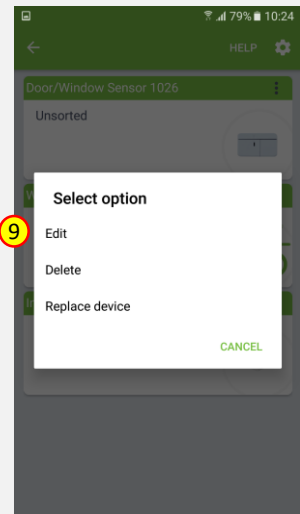 79% 10:24
HELP
Door/Window Sensor 1026
Unsorted
Select option
9
Edit
Delete
Replace device
CANCEL